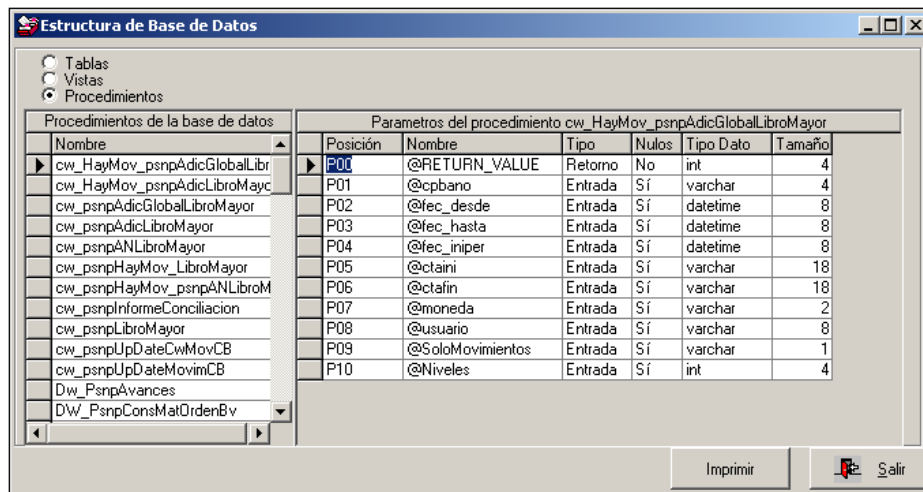 Estructura de Base de Datos
Tablas
Vistas
Procedimientos
Procedimientos de la base de datos
Nombre
cw_HayMov_psnpAdicGlobalLibr
cw_HayMov_psnpAdicLibroMayo
cw_psnpAdicGlobalLibroMayor
cw_psnpAdicLibroMayor
cw_psnpANLibroMayor
cw_psnpHayMov_LibroMayor
cw_psnpHayMov_psnpANLibroM
cw_psnpInformeConciliacion
cw_psnpLibroMayor
cw_psnpUpDateCwMovCB
cw_psnpUpDateMovimCB
Dw_PsnpAvances
DW_PsnpConsMatOrdenBv
Parametros del procedimiento cw_HayMov_psnpAdicGlobalLibroMayor
Posición Nombre Tipo Nulos Tipo Dato Tamaño
P00 @RETURN_VALUE Retorno No int 4
P01 @cpbano Entrada Sí varchar 4
P02 @fec_desde Entrada Sí datetime 8
P03 @fec_hasta Entrada Sí datetime 8
P04 @fec_iniper Entrada Sí datetime 8
P05 @ctaini Entrada Sí varchar 18
P06 @ctafin Entrada Sí varchar 18
P07 @moneda Entrada Sí varchar 2
P08 @usuario Entrada Sí varchar 8
P09 @SoloMovimientos Entrada Sí varchar 1
P10 @Niveles Entrada Sí int 4
Imprimir
Salir